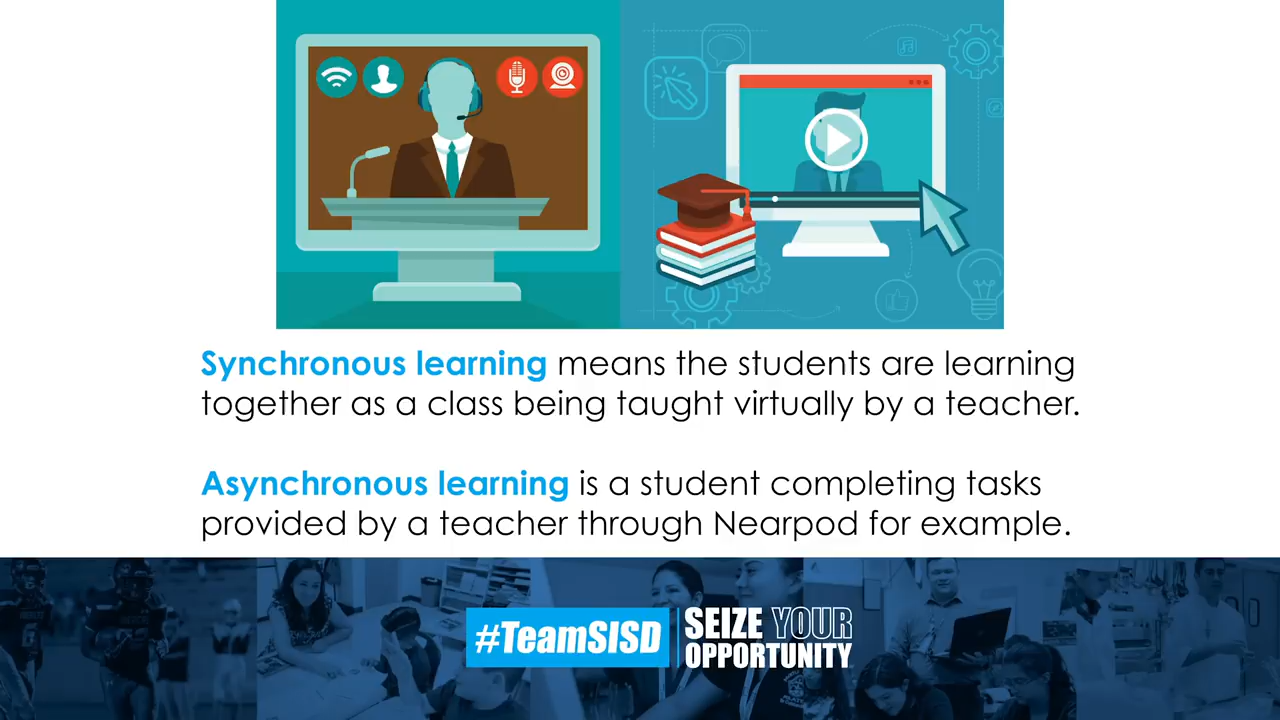 Synchronous learning means the students are learning
together as a class being taught virtually by a teacher.
Asynchronous learning is a student completing tasks
provided by a teacher through Nearpod for example.
#TeamSISD
SEIZE YOUR
OPPORTUNITY